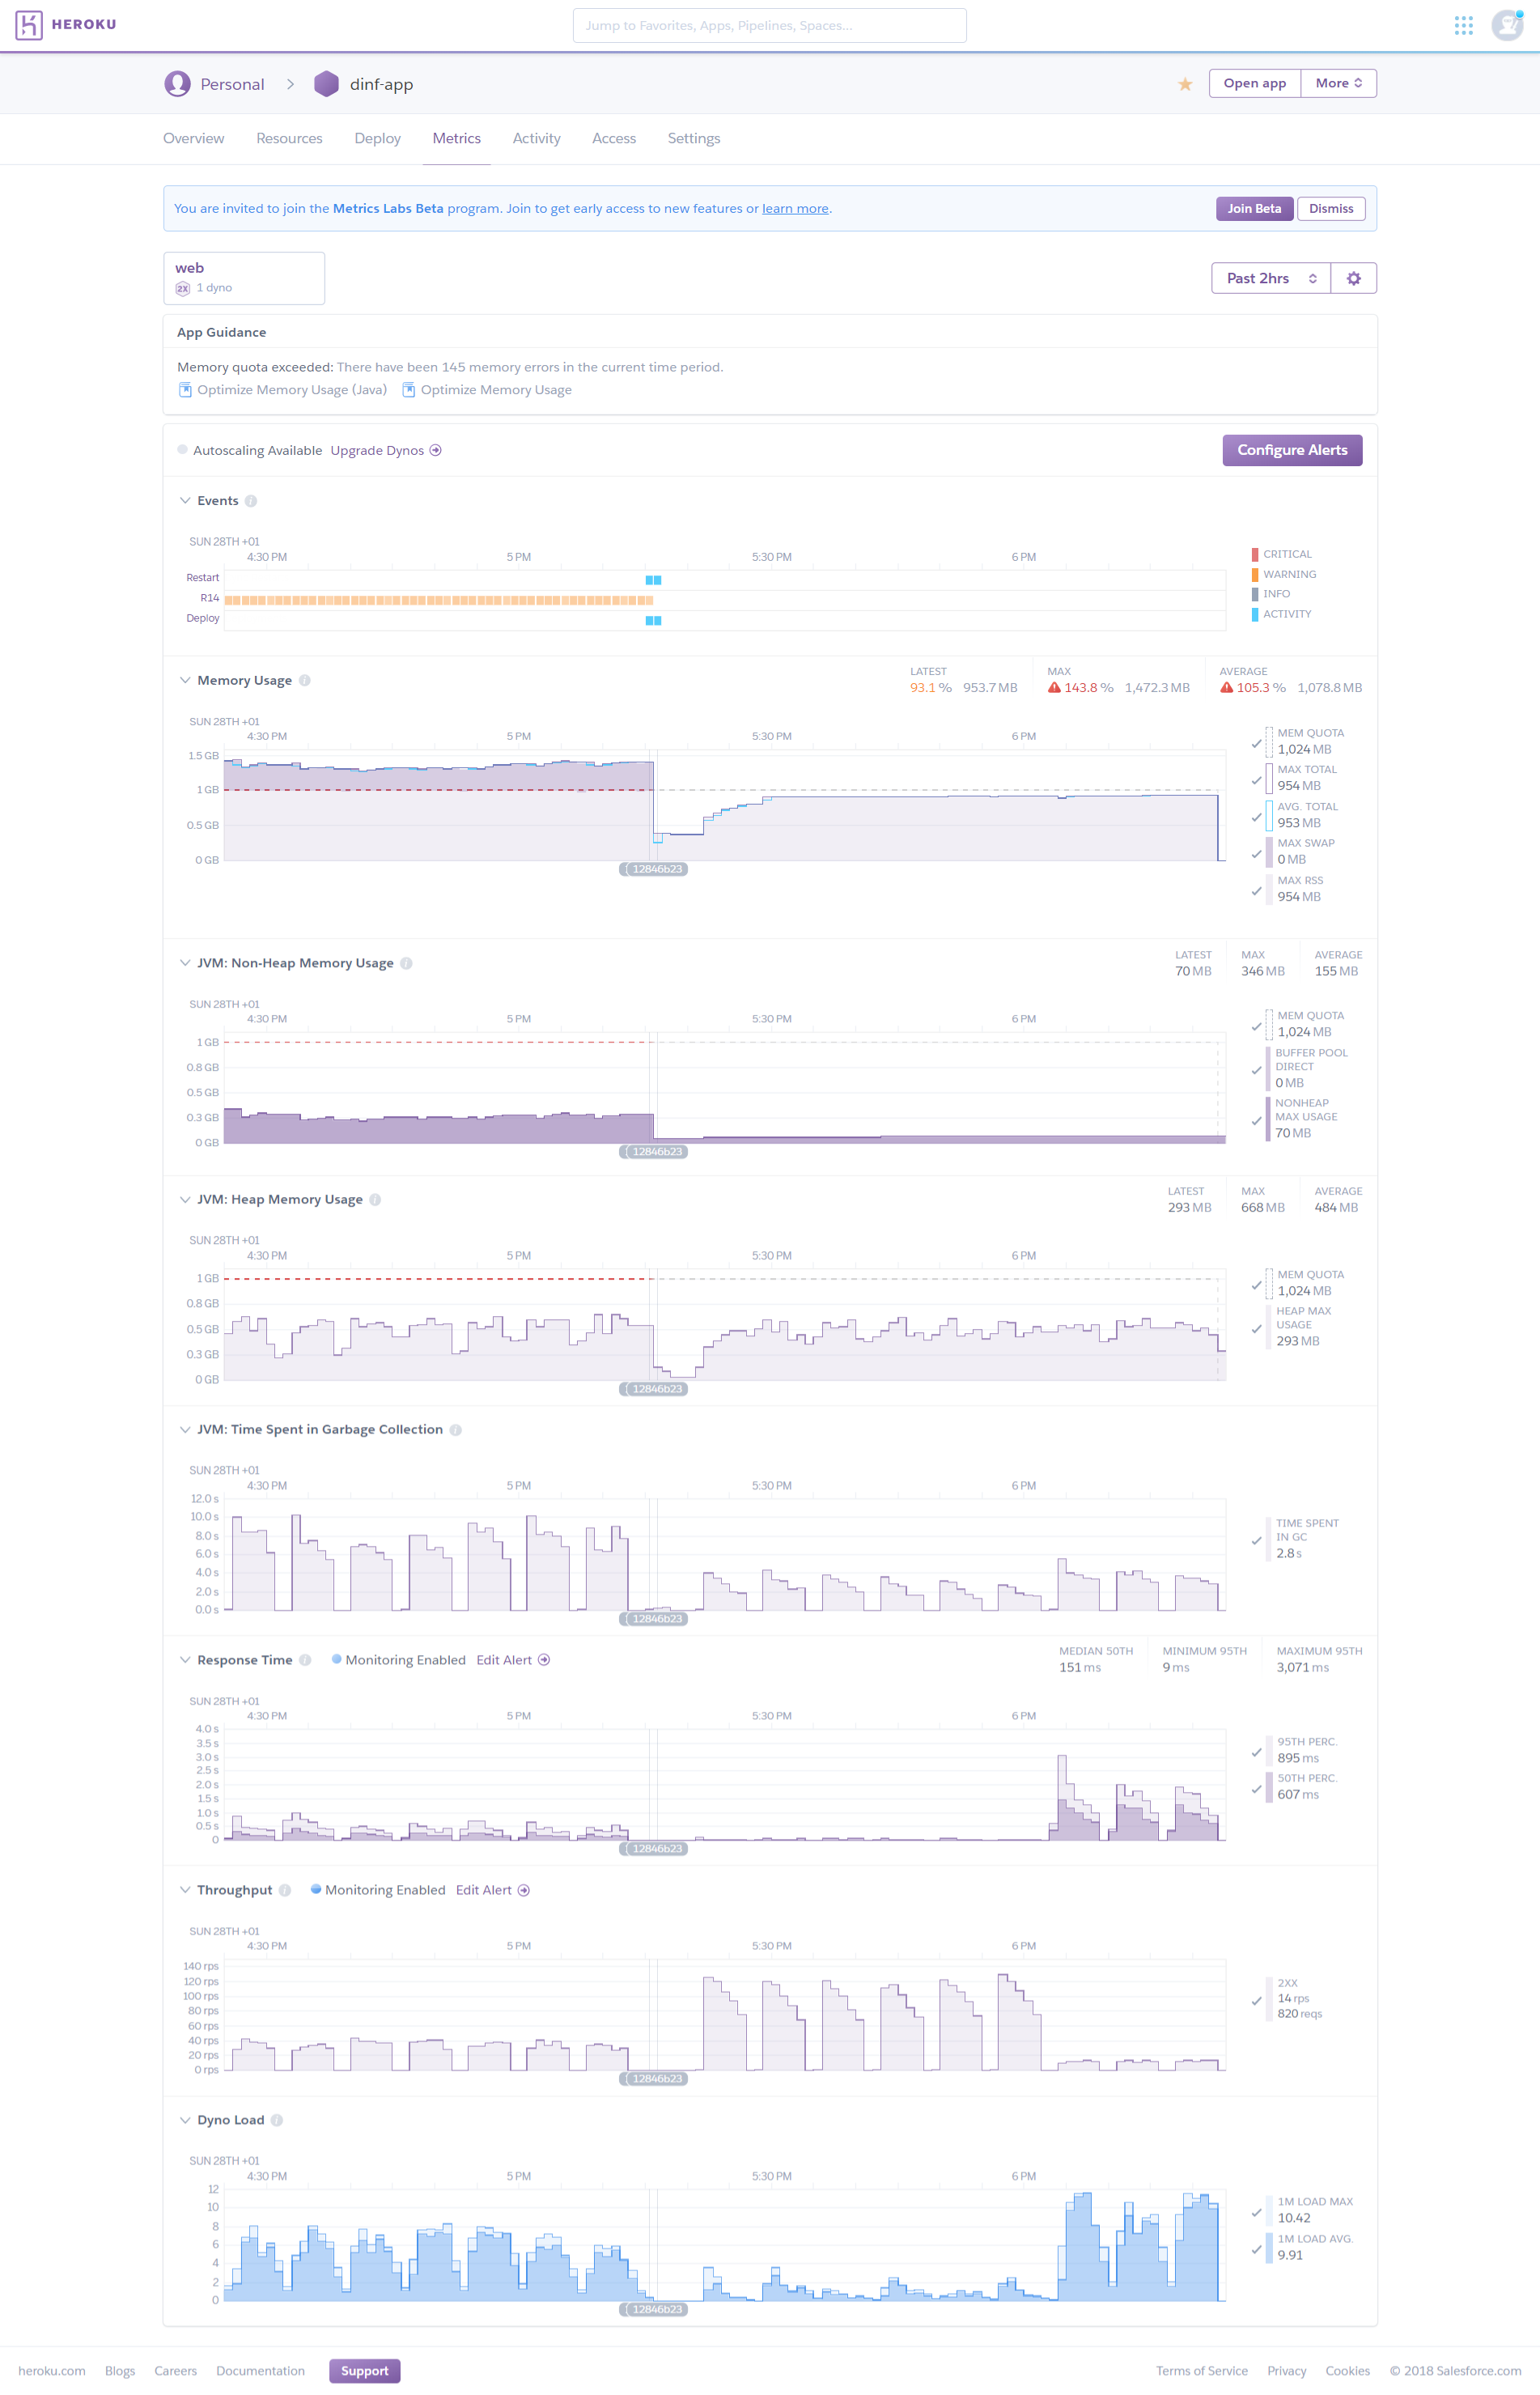 HEROKU
Jump to Favorites, Apps, Pipelines, Spaces...
Personal > dinf-app
Open app More
Overview Resources Deploy Metrics Activity Access Settings
You are invited to join the Metrics Labs Beta program. Join to get early access to new features or learn more.
Join Beta Dismiss
web
2X 1 dyno
Past 2hrs
App Guidance
Memory quota exceeded: There have been 145 memory errors in the current time period.
Optimize Memory Usage (Java) Optimize Memory Usage
Autoscaling Available Upgrade Dynos
Configure Alerts
Events
SUN 28TH +01
4:30 PM 5 PM 5:30 PM 6 PM
Restart
R14
Deploy
CRITICAL
WARNING
INFO
ACTIVITY
Memory Usage
LATEST MAX AVERAGE
93.1 % 953.7 MB 143.8 % 1,472.3 MB 105.3 % 1,078.8 MB
SUN 28TH +01
4:30 PM 5 PM 5:30 PM 6 PM
1.5 GB
1 GB
0.5 GB
0 GB
12846b23
MEM QUOTA
1,024 MB
MAX TOTAL
954 MB
AVG. TOTAL
953 MB
MAX SWAP
0 MB
MAX RSS
954 MB
JVM: Non-Heap Memory Usage
LATEST MAX AVERAGE
70 MB 346 MB 155 MB
SUN 28TH +01
4:30 PM 5 PM 5:30 PM 6 PM
1 GB
0.8 GB
0.5 GB
0.3 GB
0 GB
12846b23
MEM QUOTA
1,024 MB
BUFFER POOL
DIRECT
0 MB
NONHEAP
MAX USAGE
70 MB
JVM: Heap Memory Usage
LATEST MAX AVERAGE
293 MB 668 MB 484 MB
SUN 28TH +01
4:30 PM 5 PM 5:30 PM 6 PM
1 GB
0.8 GB
0.5 GB
0.3 GB
0 GB
12846b23
MEM QUOTA
1,024 MB
HEAP MAX
USAGE
293 MB
JVM: Time Spent in Garbage Collection
SUN 28TH +01
4:30 PM 5 PM 5:30 PM 6 PM
12.0 s
10.0 s
8.0 s
6.0 s
4.0 s
2.0 s
0.0 s
12846b23
TIME SPENT
IN GC
2.8 s
Response Time Monitoring Enabled Edit Alert
MEDIAN 50TH MINIMUM 95TH MAXIMUM 95TH
151 ms 9 ms 3,071 ms
SUN 28TH +01
4:30 PM 5 PM 5:30 PM 6 PM
4.0 s
3.5 s
3.0 s
2.5 s
2.0 s
1.5 s
1.0 s
0.5 s
0
12846b23
95TH PERC.
895 ms
50TH PERC.
607 ms
Throughput Monitoring Enabled Edit Alert
SUN 28TH +01
4:30 PM 5 PM 5:30 PM 6 PM
140 rps
120 rps
100 rps
80 rps
60 rps
40 rps
20 rps
0 rps
12846b23
2XX
14 rps
820 reqs
Dyno Load
SUN 28TH +01
4:30 PM 5 PM 5:30 PM 6 PM
12
10
8
6
4
2
0
12846b23
1M LOAD MAX
10.42
1M LOAD AVG.
9.91
heroku.com Blogs Careers Documentation Support Terms of Service Privacy Cookies © 2018 Salesforce.com